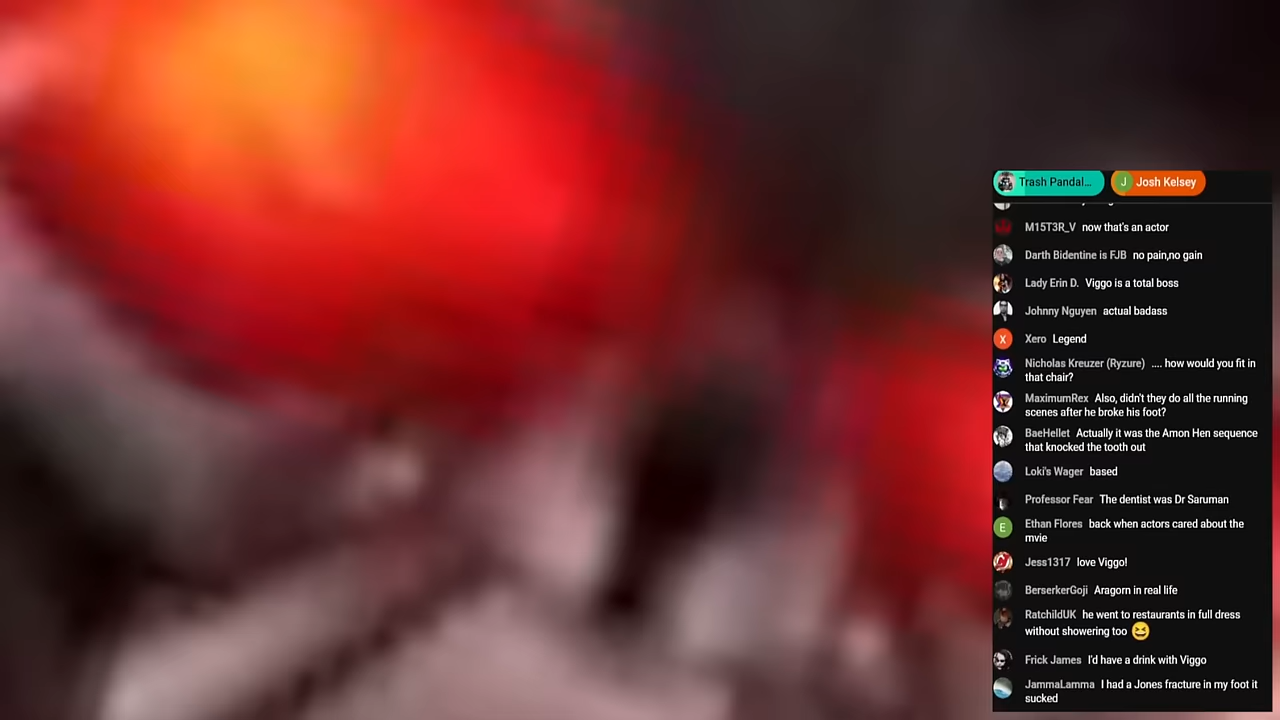 Trash Pandal... Josh Kelsey
M15T3R_V now that's an actor
Darth Bidentine is FJB no pain,no gain
Lady Erin D. Viggo is a total boss
Johnny Nguyen actual badass
X Xero Legend
Nicholas Kreuzer (Ryzure) .... how would you fit in
that chair?
MaximumRex Also, didn't they do all the running
scenes after he broke his foot?
BaeHellet Actually it was the Amon Hen sequence
that knocked the tooth out
Loki's Wager based
Professor Fear The dentist was Dr Saruman
E Ethan Flores back when actors cared about the
mvie
Jess1317 love Viggo!
BerserkerGoji Aragorn in real life
RatchildUK he went to restaurants in full dress
without showering too 😆
Frick James I'd have a drink with Viggo
JammaLamma I had a Jones fracture in my foot it
sucked